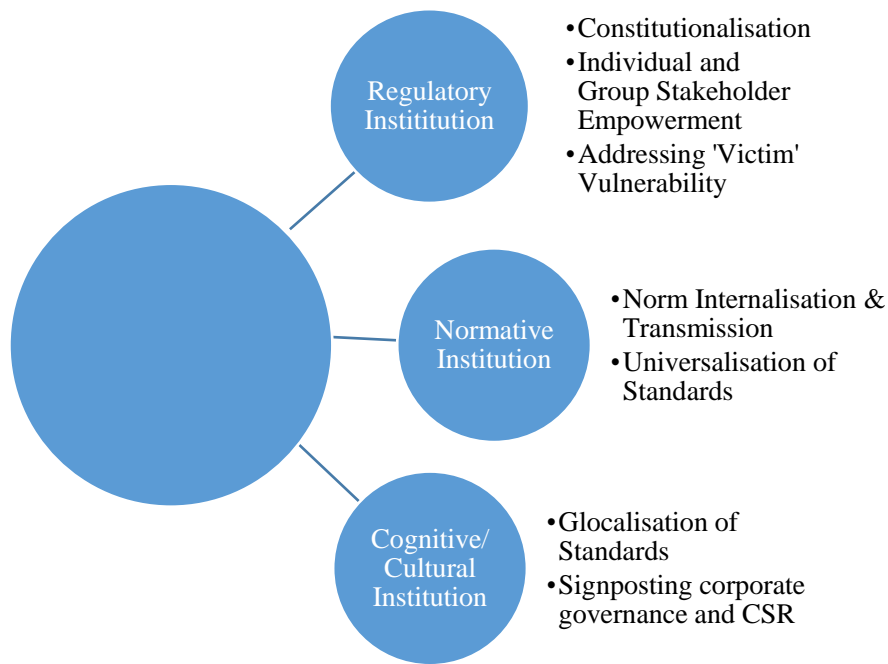 Regulatory
Instititution
•Constitutionalisation
•Individual and
Group Stakeholder
Empowerment
•Addressing 'Victim'
Vulnerability
Normative
Institution
•Norm Internalisation &
Transmission
•Universalisation of
Standards
Cognitive/
Cultural
Institution
•Glocalisation of
Standards
•Signposting corporate
governance and CSR